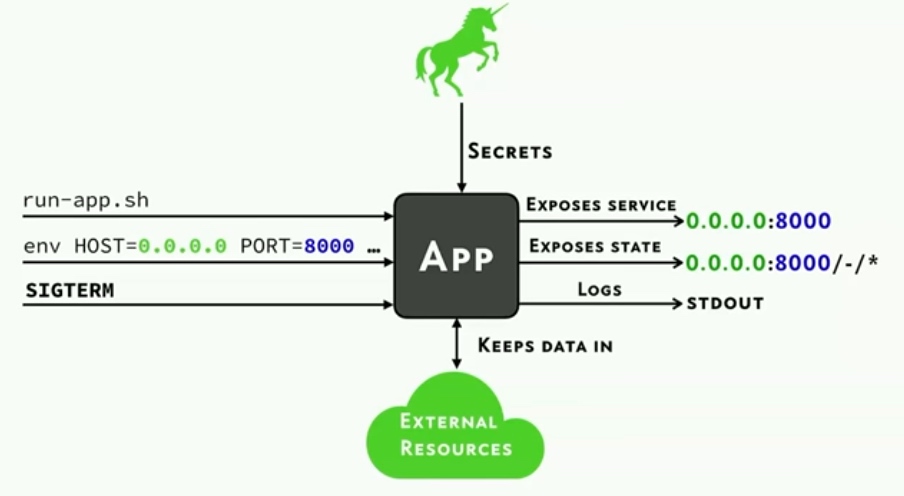 SECRETS
run-app.sh
EXPOSES SERVICE
0.0.0.0:8000
env HOST=0.0.0.0 PORT=8000 …
EXPOSES STATE
0.0.0.0:8000/-/*
APP
SIGTERM
LOGS
STDOUT
KEEPS DATA IN
EXTERNAL
RESOURCES